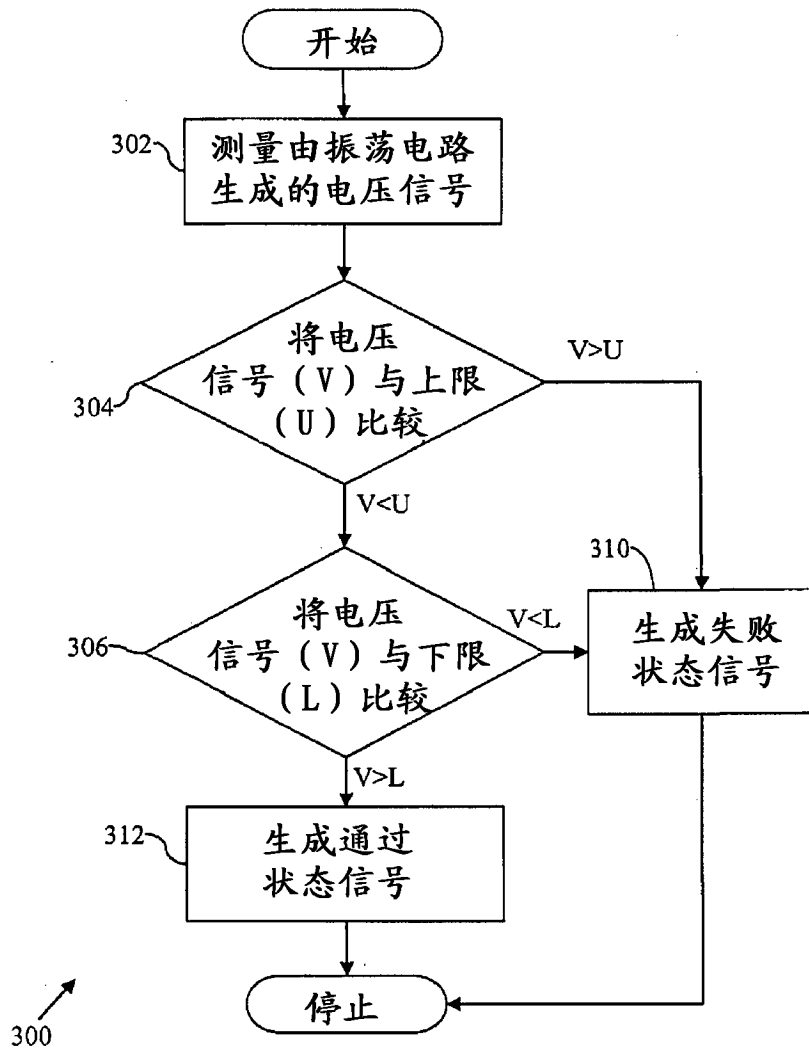 开始
302
测量由振荡电路
生成的电压信号
将电压
信号（V）与上限
（U）比较
304
V>U
V<U
310
将电压
信号（V）与下限
（L）比较
306
V<L
生成失败
状态信号
V>L
312
生成通过
状态信号
停止
300